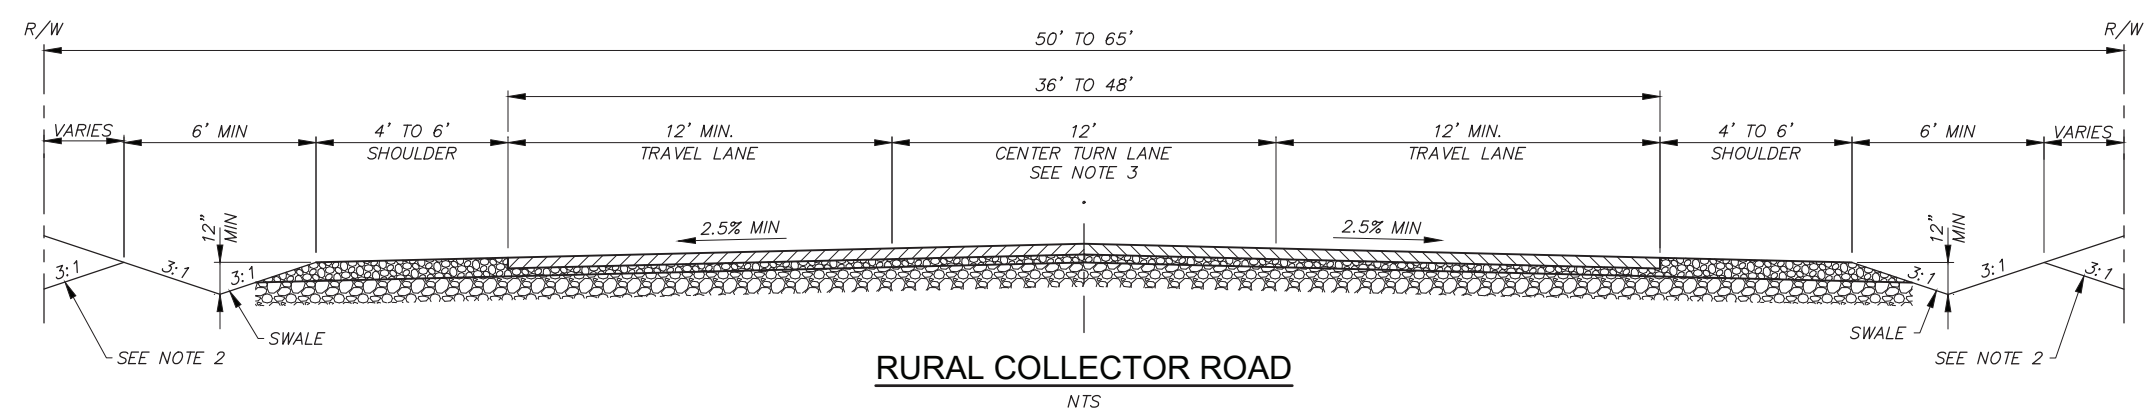 R/W
R/W
50' TO 65'
36' TO 48'
VARIES
6' MIN
4' TO 6'
SHOULDER
12' MIN.
TRAVEL LANE
12'
CENTER TURN LANE
SEE NOTE 3
12' MIN.
TRAVEL LANE
4' TO 6'
SHOULDER
6' MIN
VARIES
12"
MIN
2.5% MIN
2.5% MIN
12"
MIN
3:1
3:1
3:1
3:1
3:1
3:1
SWALE
SEE NOTE 2
SWALE
SEE NOTE 2
RURAL COLLECTOR ROAD
NTS